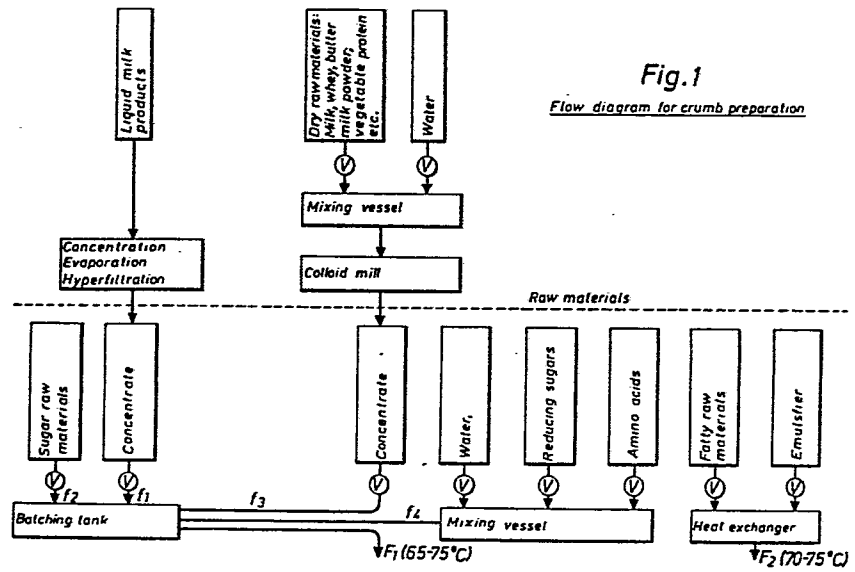 Liquid milk
products
Dry raw materials:
Milk, whey, butter
milk powder;
vegetable protein
etc.
Water
Fig.1
Flow diagram for crumb preparation
V
V
Mixing vessel
Concentration
Evaporation
Hyperfiltration
Colloid mill
Raw materials
Sugar raw
materials
Concentrate
Concentrate
Water,
Reducing sugars
Amino acids
Fatty raw
materials
Emulsfier
V
V
V
V
V
V
V
V
f2
f1
f3
f4
Batching tank
Mixing vessel
Heat exchanger
F1 (65-75°C)
F2 (70-75°C)